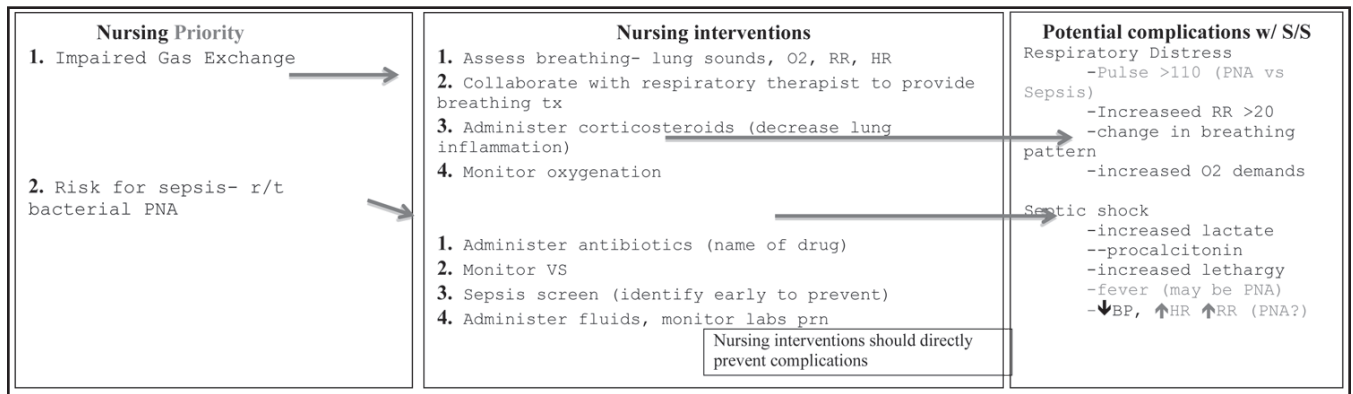 Nursing Priority
1. Impaired Gas Exchange
2. Risk for sepsis- r/t
bacterial PNA
Nursing interventions
1. Assess breathing- lung sounds, O2, RR, HR
2. Collaborate with respiratory therapist to provide
breathing tx
3. Administer corticosteroids (decrease lung
inflammation)
4. Monitor oxygenation
1. Administer antibiotics (name of drug)
2. Monitor VS
3. Sepsis screen (identify early to prevent)
4. Administer fluids, monitor labs prn
Nursing interventions should directly
prevent complications
Potential complications w/ S/S
Respiratory Distress
-Pulse >110 (PNA vs
Sepsis)
-Increaseed RR >20
-change in breathing
pattern
-increased O2 demands
Septic shock
-increased lactate
--procalcitonin
-increased lethargy
-fever (may be PNA)
-🡻BP, 🡹HR 🡹RR (PNA?)